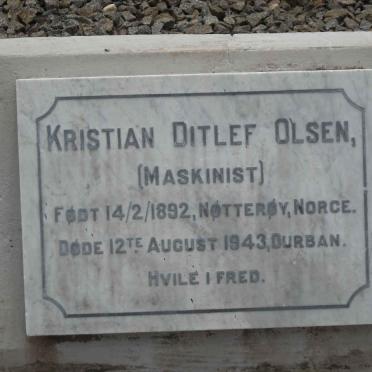 KRISTIAN DITLEF OLSEN,
(MASKINIST)
FØDT 14/2/1892, NØTTERØY, NORGE.
DØDE 12TE AUGUST 1943, DURBAN.
HVILE I FRED.